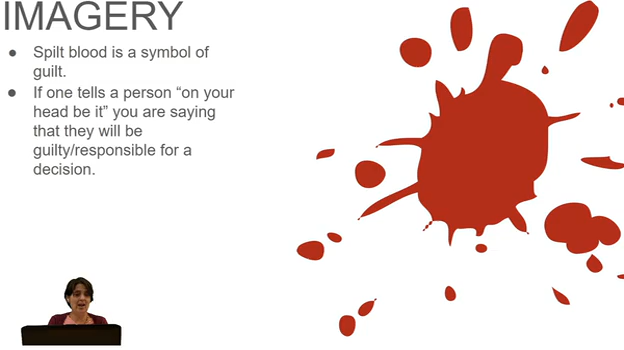 IMAGERY
● Spilt blood is a symbol of
guilt.
● If one tells a person “on your
head be it” you are saying
that they will be
guilty/responsible for a
decision.